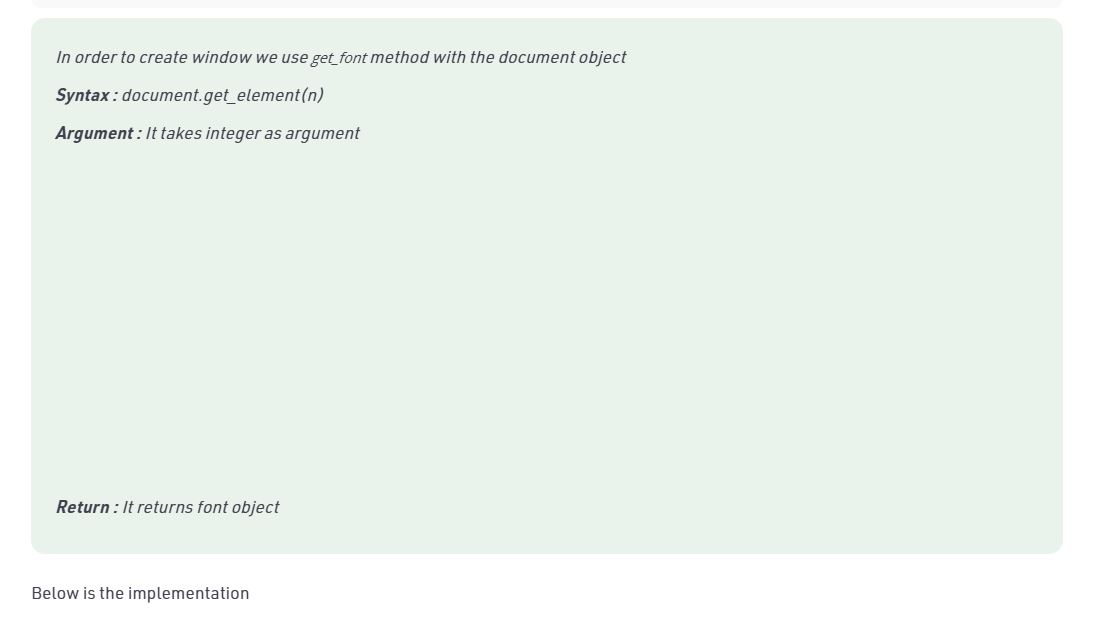 In order to create window we use get_font method with the document object
Syntax : document.get_element(n)
Argument : It takes integer as argument
Return : It returns font object
Below is the implementation